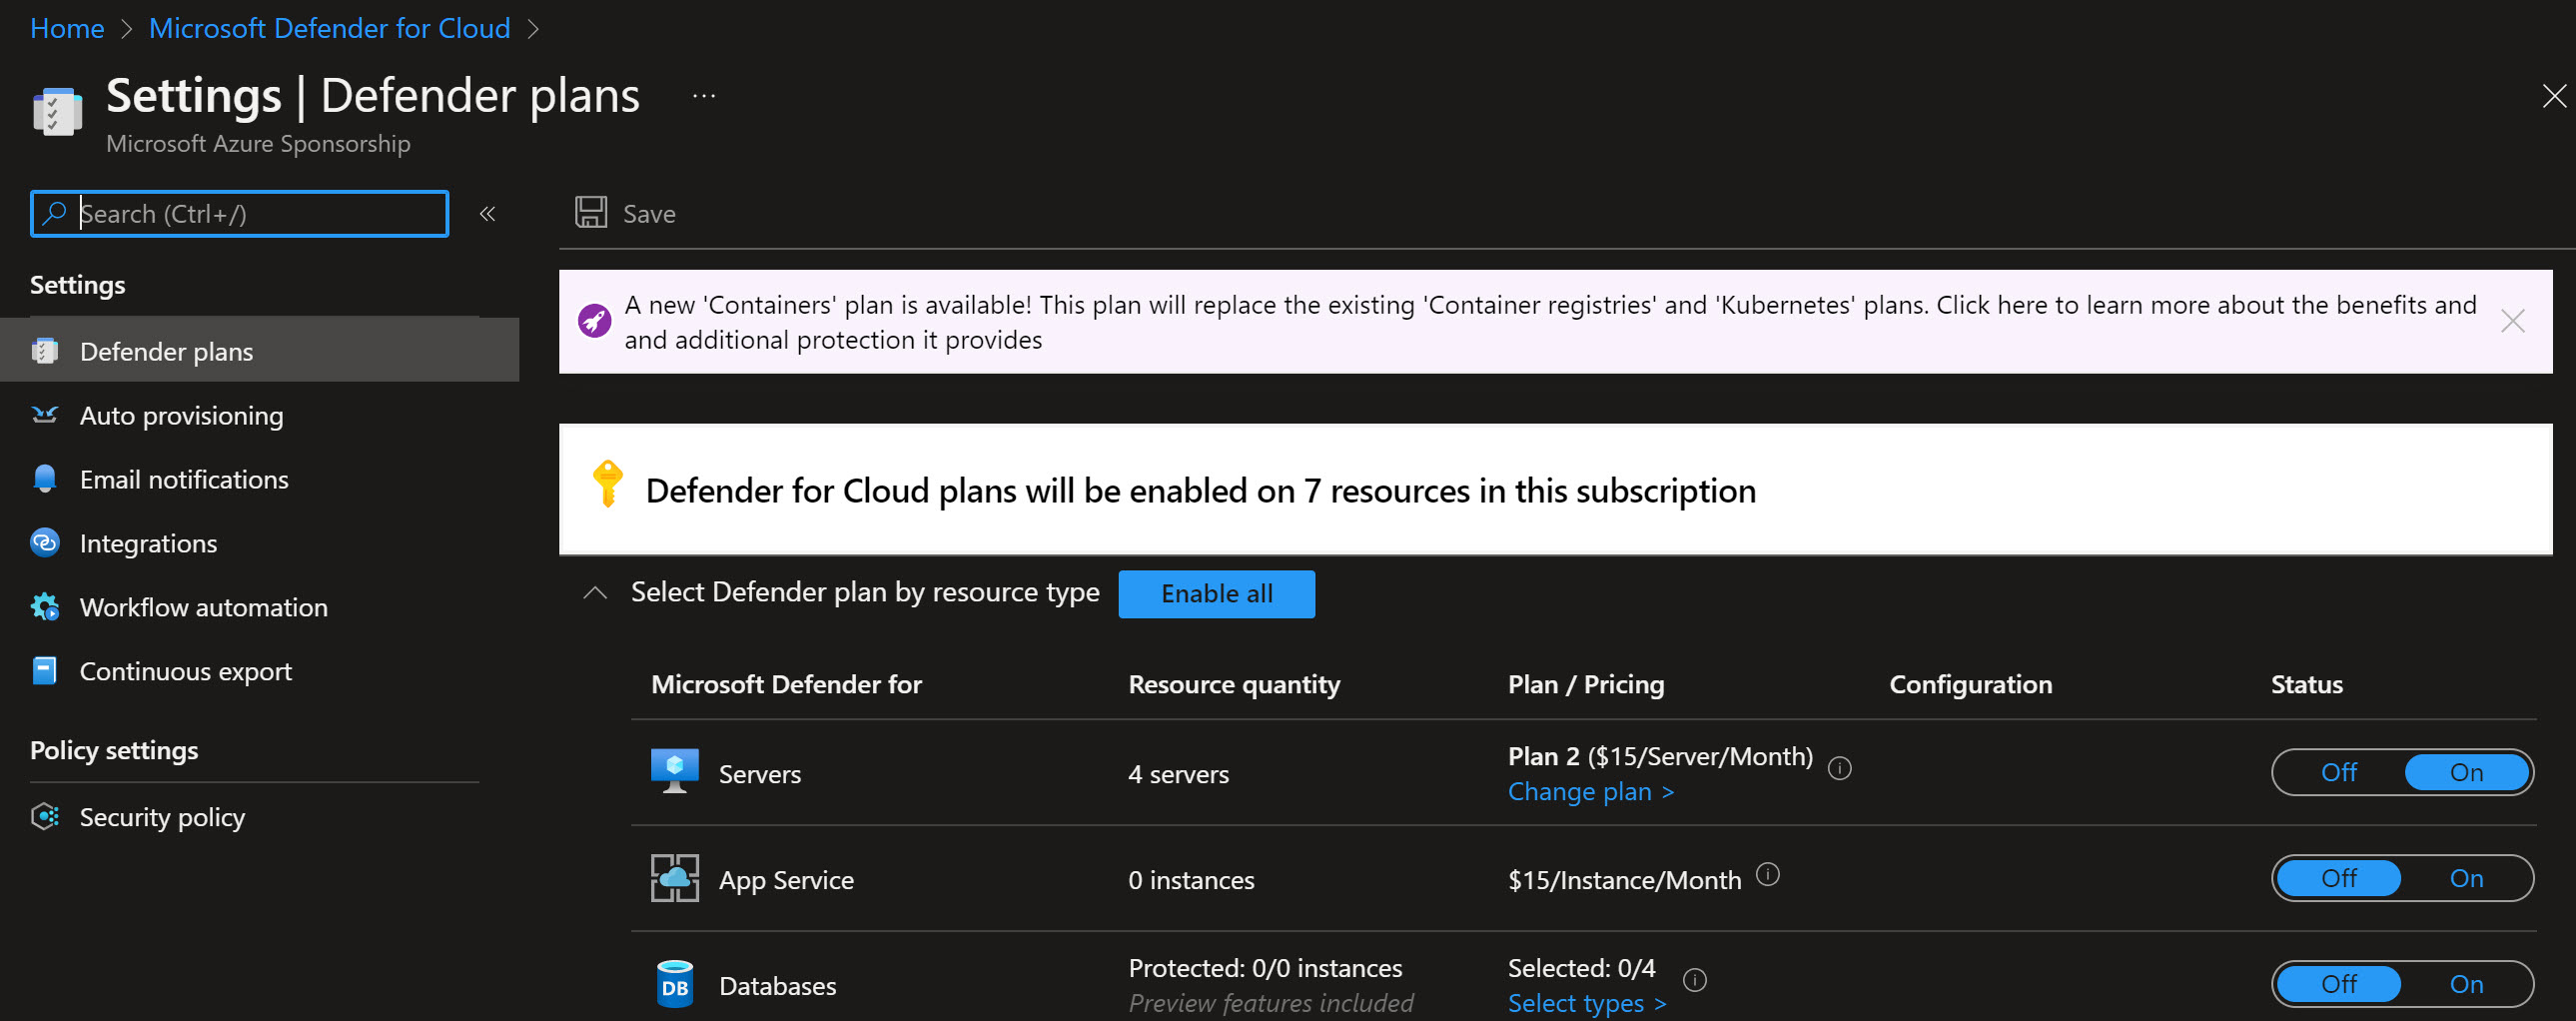 Home > Microsoft Defender for Cloud >
Settings | Defender plans ...
Microsoft Azure Sponsorship
Search (Ctrl+/)
«
Save
Settings
Defender plans
Auto provisioning
Email notifications
Integrations
Workflow automation
Continuous export
Policy settings
Security policy
A new 'Containers' plan is available! This plan will replace the existing 'Container registries' and 'Kubernetes' plans. Click here to learn more about the benefits and
and additional protection it provides
Defender for Cloud plans will be enabled on 7 resources in this subscription
Select Defender plan by resource type Enable all
Microsoft Defender for Resource quantity Plan / Pricing Configuration Status
Servers 4 servers Plan 2 ($15/Server/Month) Off On
Change plan >
App Service 0 instances $15/Instance/Month Off On
DB Databases Protected: 0/0 instances Selected: 0/4 Off On
Preview features included Select types >